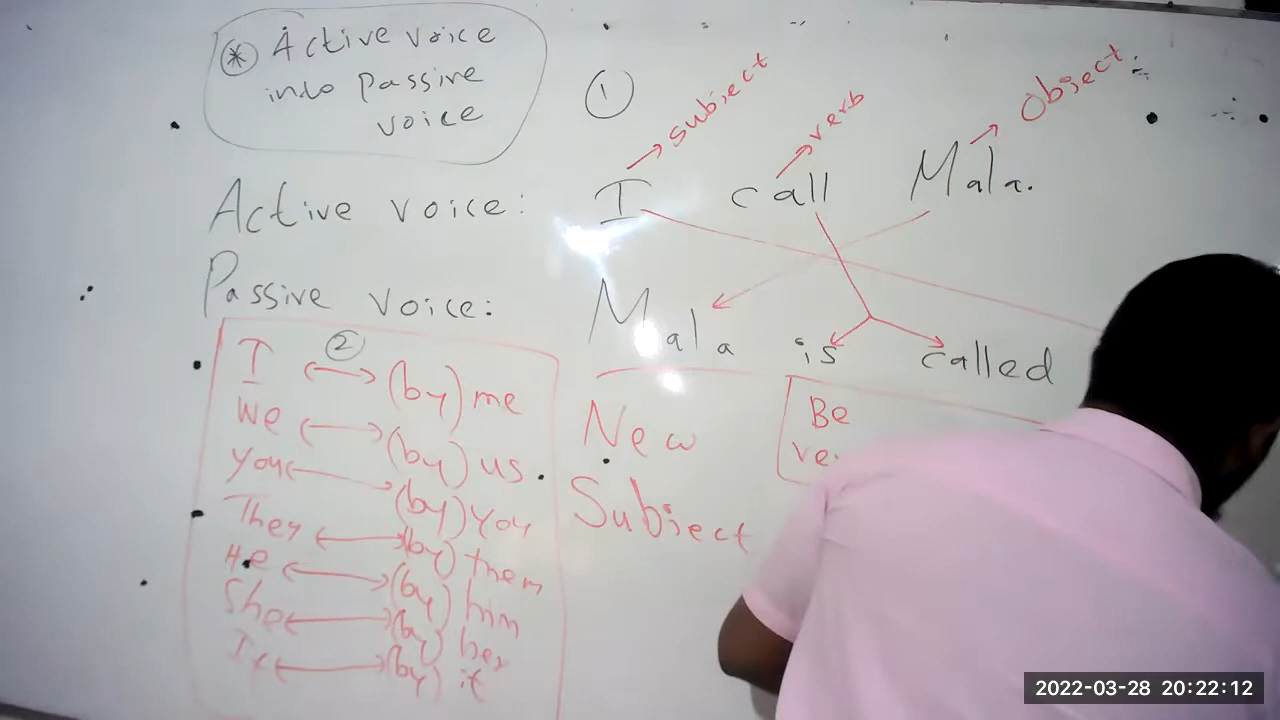 * Active voice
into passive
voice
1
subject
verb
Object
Active voice: I call Mala.
Passive voice: Mala is called
2
I (by) me
We (by) us
You (by) you
They (by) them
He (by) him
She (by) her
It (by) it
New
Subject
Be
2022-03-28 20:22:12